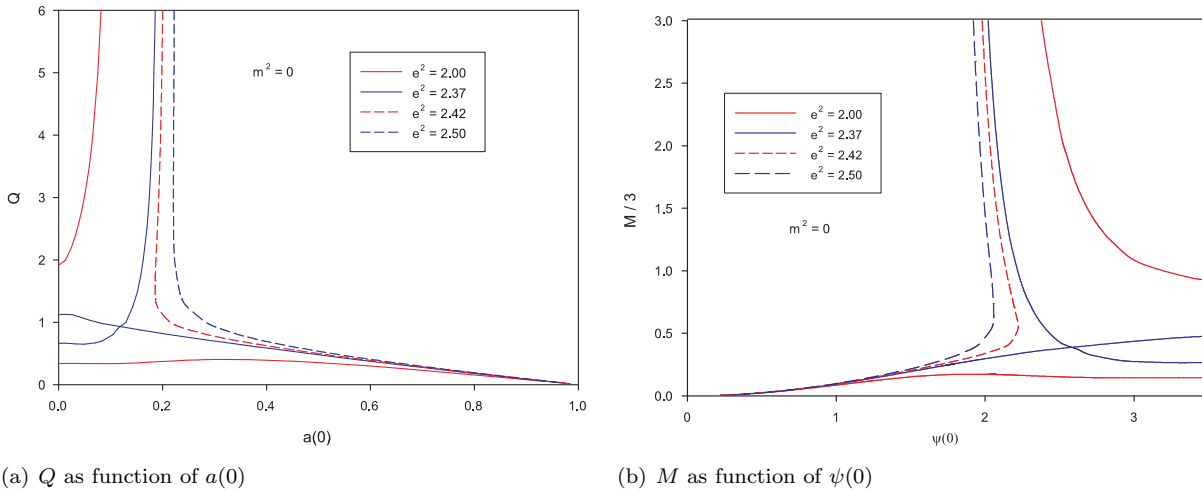 6
5
4
3
2
1
0
Q
0.0 0.2 0.4 0.6 0.8 1.0
a(0)
m² = 0
e² = 2.00
e² = 2.37
e² = 2.42
e² = 2.50
(a) Q as function of a(0)
3.0
2.5
2.0
1.5
1.0
0.5
0.0
M / 3
0 1 2 3
ψ(0)
e² = 2.00
e² = 2.37
e² = 2.42
e² = 2.50
m² = 0
(b) M as function of ψ(0)